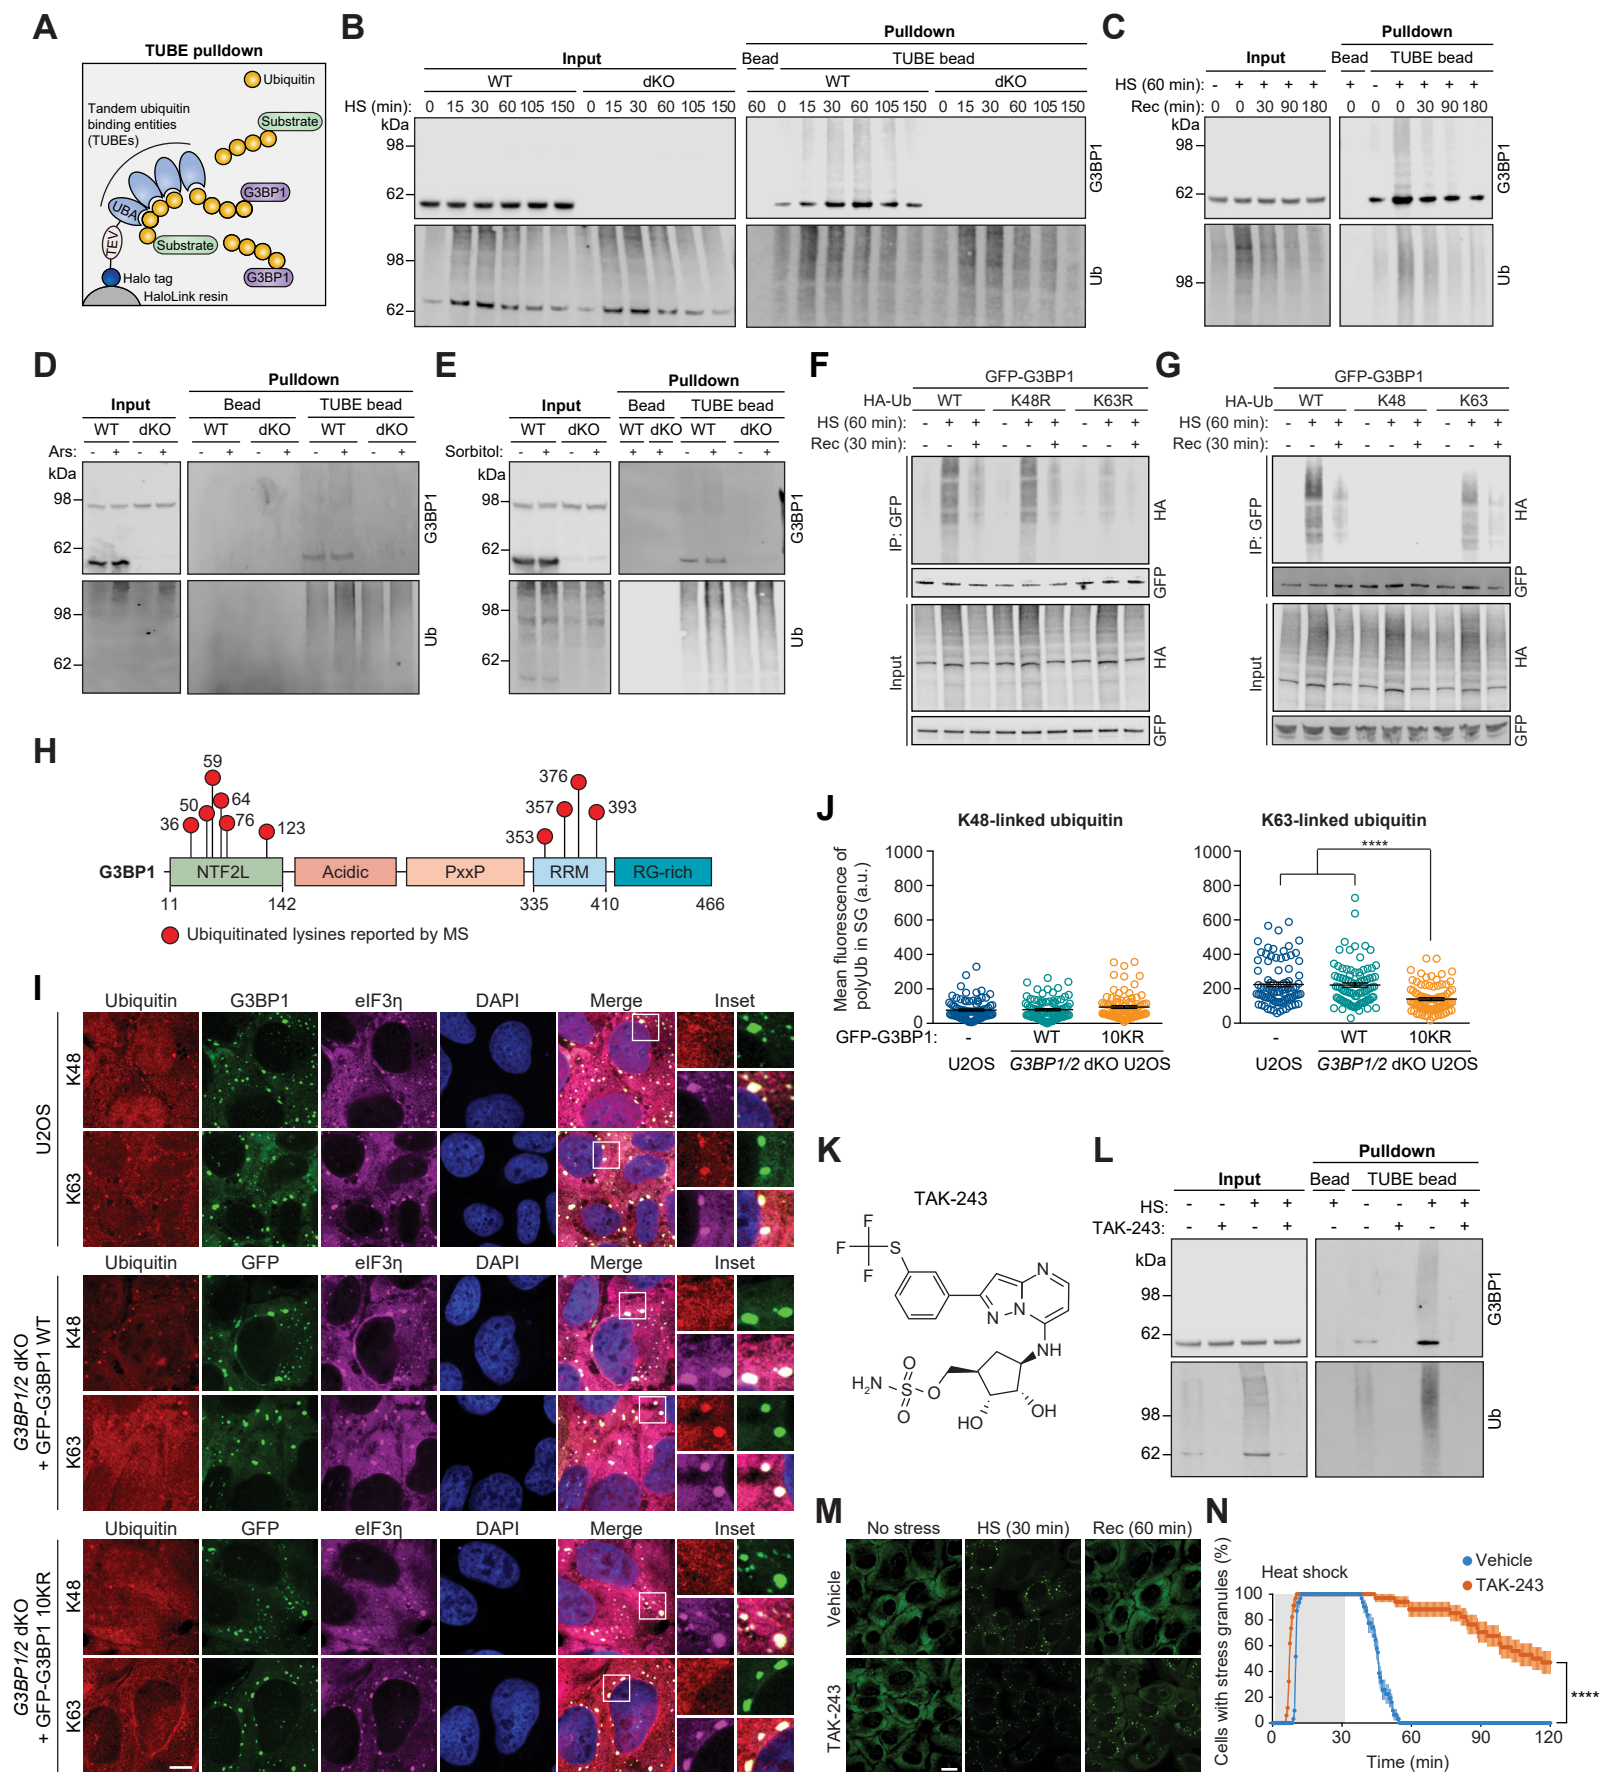 A
TUBE pulldown
Ubiquitin
Tandem ubiquitin
binding entities
(TUBEs)
Substrate
G3BP1
UBA
TEV
Substrate
G3BP1
Halo tag
HaloLink resin
B
Pulldown
Input
Bead
TUBE bead
WT
dKO
WT
dKO
HS (min):
0 15 30 60 105 150 0 15 30 60 105 150
60 0 15 30 60 105 150 0 15 30 60 105 150
kDa
98
62
G3BP1
98
62
Ub
C
Pulldown
Input
Bead
TUBE bead
HS (60 min): - + + + + + - + + + +
Rec (min): 0 0 30 90 180 0 0 0 30 90 180
kDa
98
62
G3BP1
98
Ub
D
Pulldown
Input
Bead
TUBE bead
WT dKO WT dKO WT dKO
Ars: - + - + - + - + - + - +
kDa
98
62
G3BP1
98
62
Ub
E
Pulldown
Input
Bead
TUBE bead
WT dKO WT dKO WT dKO
Sorbitol: - + - + + + - + - +
kDa
98
62
G3BP1
98
62
Ub
F
GFP-G3BP1
HA-Ub WT K48R K63R
HS (60 min): - + + - + + - + +
Rec (30 min): - - + - - + - - +
IP: GFP
HA
GFP
Input
HA
GFP
G
GFP-G3BP1
HA-Ub WT K48 K63
HS (60 min): - + + - + + - + +
Rec (30 min): - - + - - + - - +
IP: GFP
HA
GFP
Input
HA
GFP
H
59
50
64
36
76
123
376
357
393
353
G3BP1
NTF2L
Acidic
PxxP
RRM
RG-rich
11
142
335
410
466
Ubiquitinated lysines reported by MS
I
Ubiquitin G3BP1 eIF3η DAPI Merge Inset
U2OS
K48
K63
Ubiquitin GFP eIF3η DAPI Merge Inset
G3BP1/2 dKO
+ GFP-G3BP1 WT
K48
K63
Ubiquitin GFP eIF3η DAPI Merge Inset
G3BP1/2 dKO
+ GFP-G3BP1 10KR
K48
K63
J
K48-linked ubiquitin
Mean fluorescence of
polyUb in SG (a.u.)
1000
800
600
400
200
0
GFP-G3BP1: - WT 10KR
U2OS G3BP1/2 dKO U2OS
K63-linked ubiquitin
****
1000
800
600
400
200
0
- WT 10KR
U2OS G3BP1/2 dKO U2OS
K
TAK-243
F
F
F
S
N
N
N
NH
H2N
S
O
O
O
HO
OH
L
Pulldown
Input
Bead
TUBE bead
HS: - - + + + - - + +
TAK-243: - + - + - - + - +
kDa
98
62
G3BP1
98
62
Ub
M
No stress HS (30 min) Rec (60 min)
Vehicle
TAK-243
N
Cells with stress granules (%)
Heat shock
Vehicle
TAK-243
100
80
60
40
20
0
0 30 60 90 120
Time (min)
****